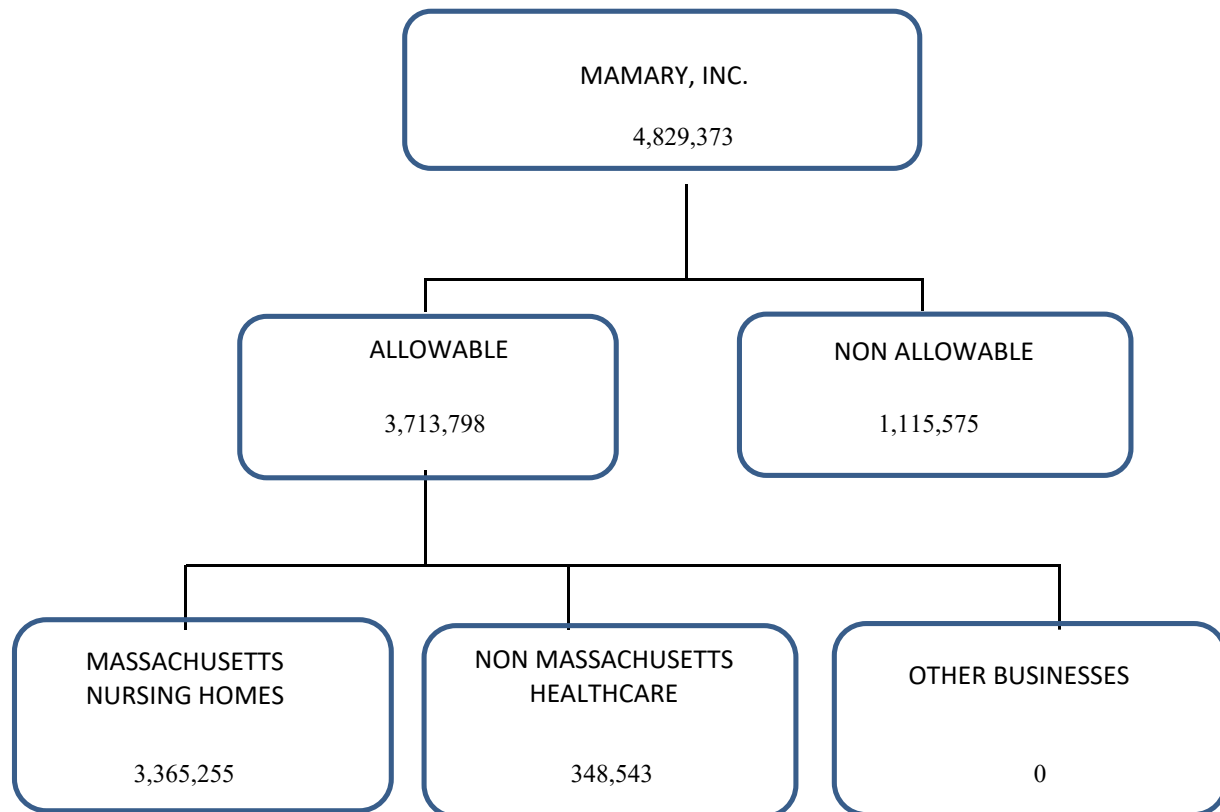 MAMARY, INC.
4,829,373
ALLOWABLE
3,713,798
NON ALLOWABLE
1,115,575
MASSACHUSETTS
NURSING HOMES
3,365,255
NON MASSACHUSETTS
HEALTHCARE
348,543
OTHER BUSINESSES
0